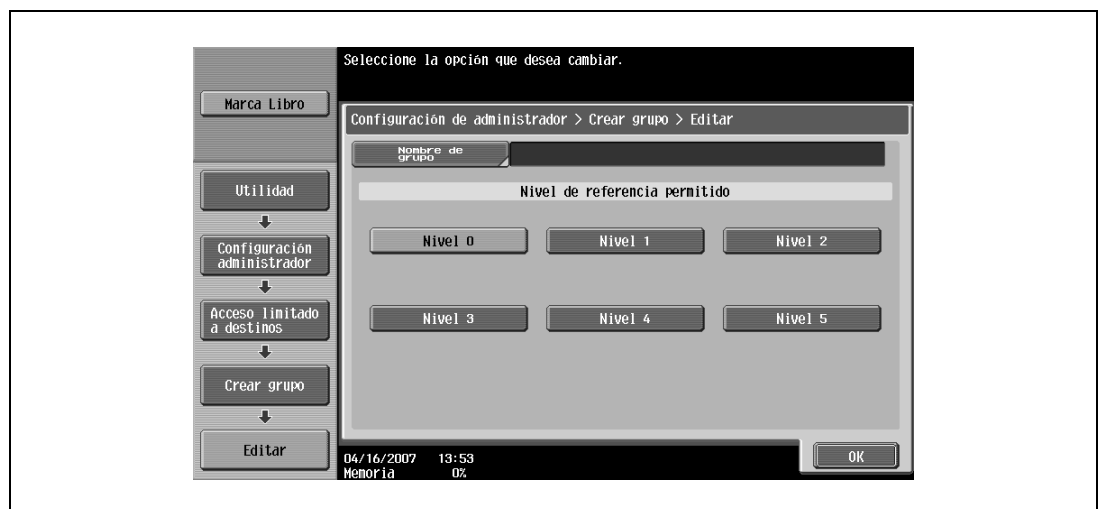 Seleccione la opción que desea cambiar.
Marca Libro
Configuración de administrador > Crear grupo > Editar
Nombre de
grupo
Utilidad
Nivel de referencia permitido
Nivel 0
Nivel 1
Nivel 2
Configuración
administrador
Acceso limitado
a destinos
Nivel 3
Nivel 4
Nivel 5
Crear grupo
Editar
04/16/2007 13:53
Memoria 0%
OK